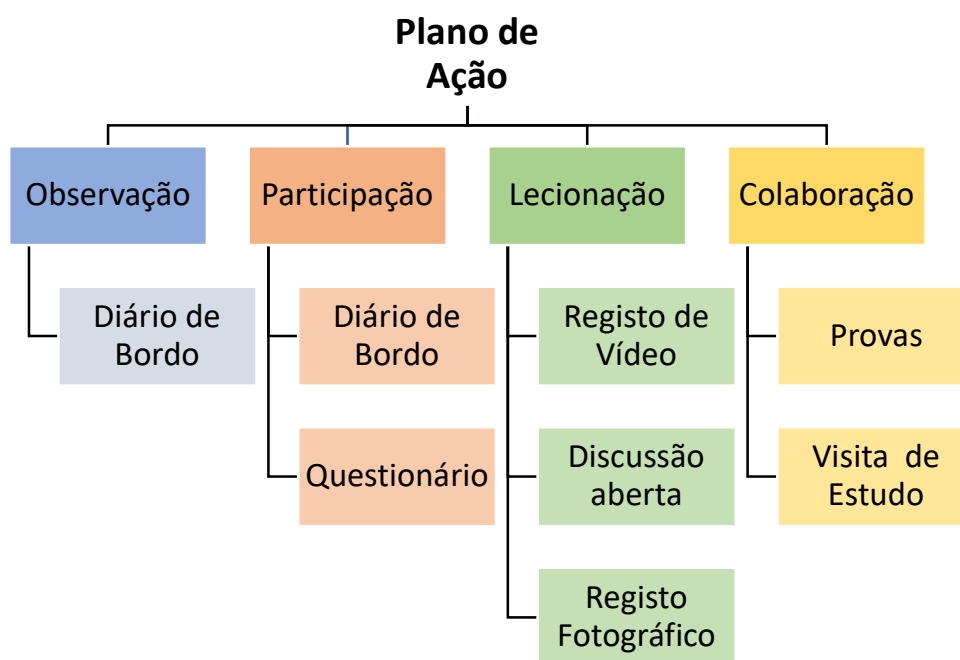 Plano de
Ação
Observação
Participação
Lecionação
Colaboração
Diário de
Bordo
Diário de
Bordo
Registo de
Vídeo
Provas
Questionário
Discussão
aberta
Visita de
Estudo
Registo
Fotográfico